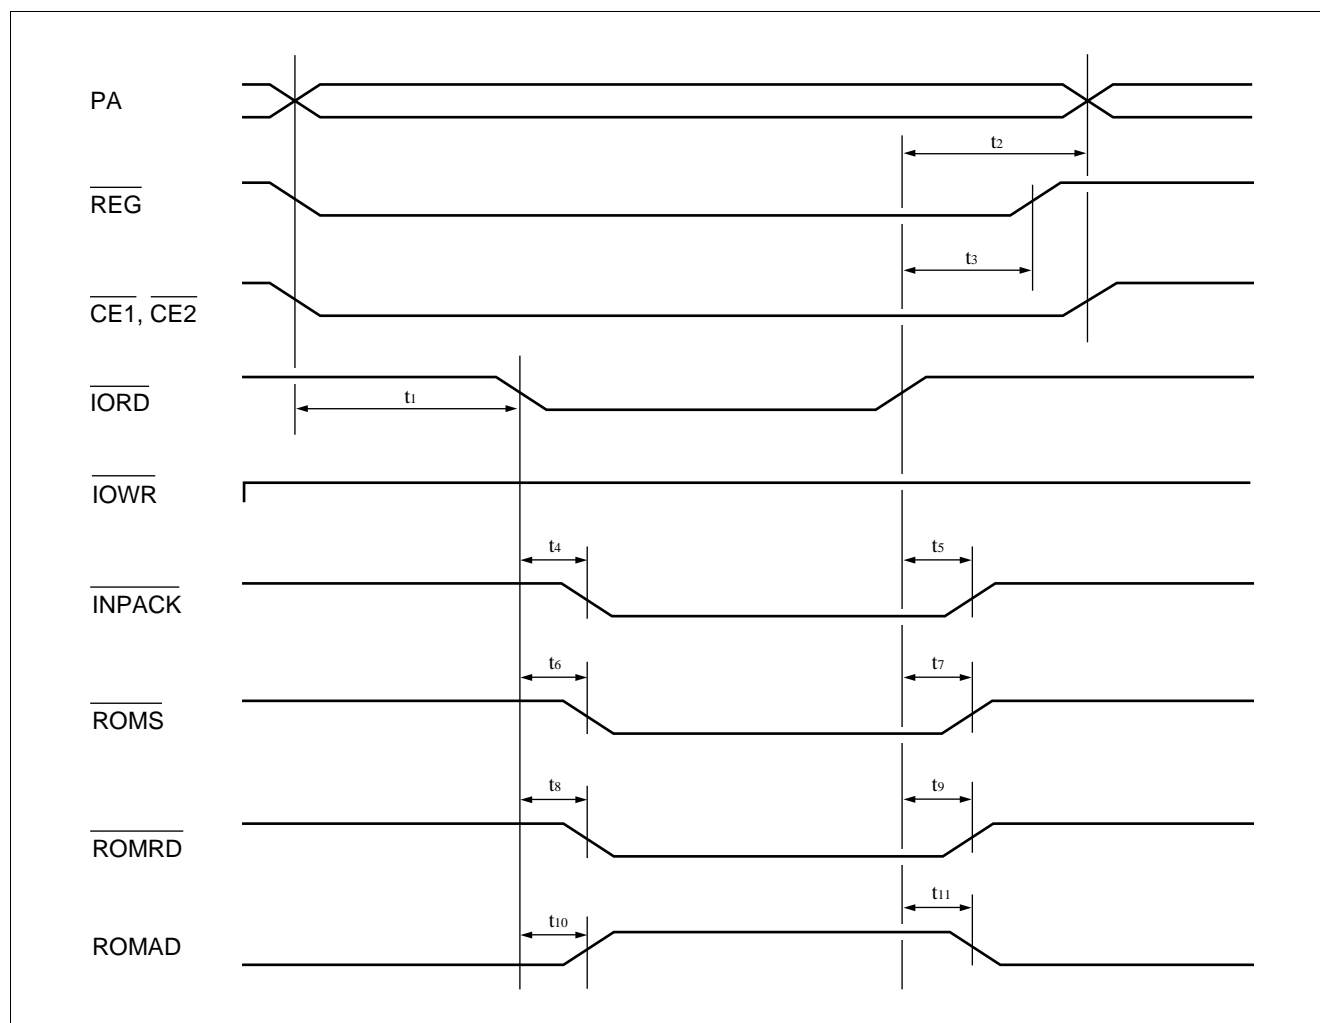 PA
t2
REG
t3
CE1, CE2
IORD
t1
IOWR
t4
t5
INPACK
t6
t7
ROMS
t8
t9
ROMRD
t11
t10
ROMAD